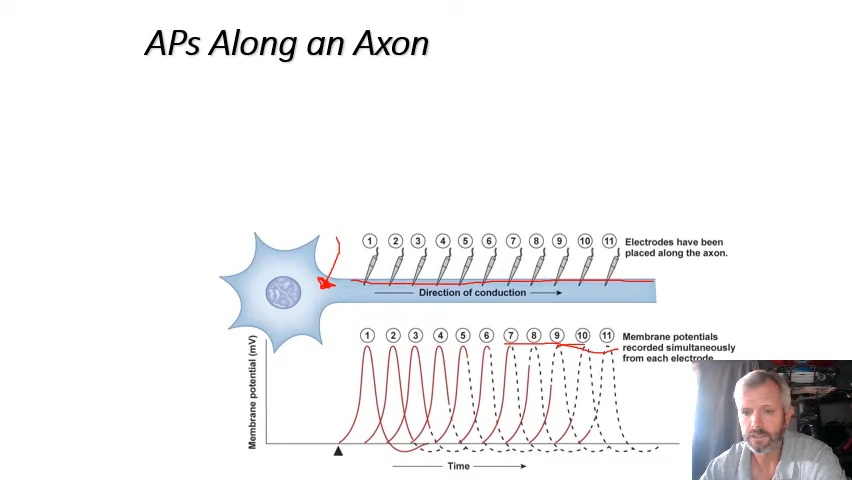 APs Along an Axon
1 2 3 4 5 6 7 8 9 10 11
Electrodes have been
placed along the axon.
Direction of conduction
1 2 3 4 5 6 7 8 9 10 11
Membrane potentials
recorded simultaneously
from each electrode
Membrane potential (mV)
Time